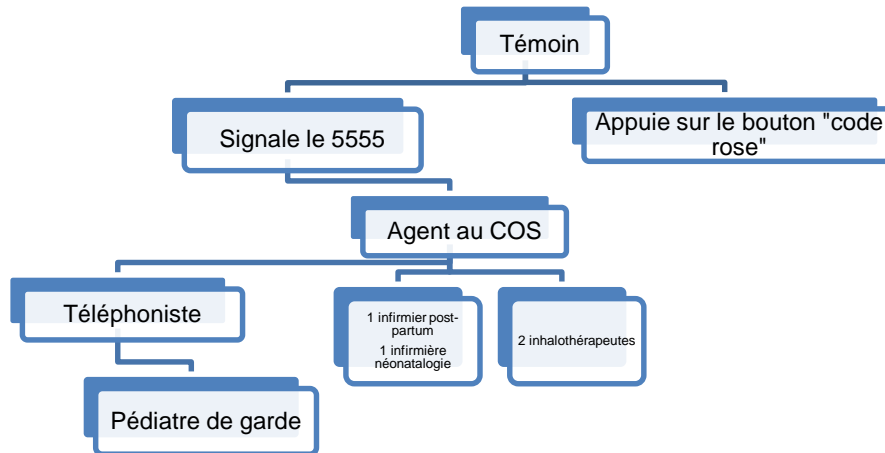 Témoin
Signale le 5555
Appuie sur le bouton "code
rose"
Agent au COS
Téléphoniste
1 infirmier post-
partum
1 infirmière
néonatalogie
2 inhalothérapeutes
Pédiatre de garde